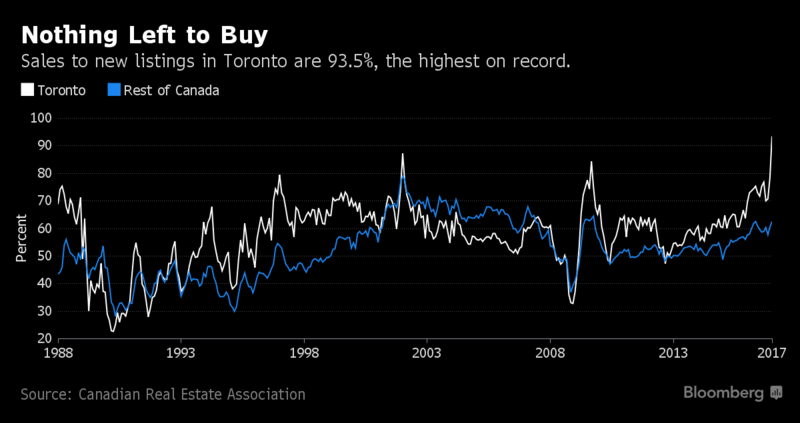 Nothing Left to Buy
Sales to new listings in Toronto are 93.5%, the highest on record.
Toronto Rest of Canada
100
90
80
70
60
50
40
30
20
Percent
1988 1993 1998 2003 2008 2013 2017
Source: Canadian Real Estate Association
Bloomberg